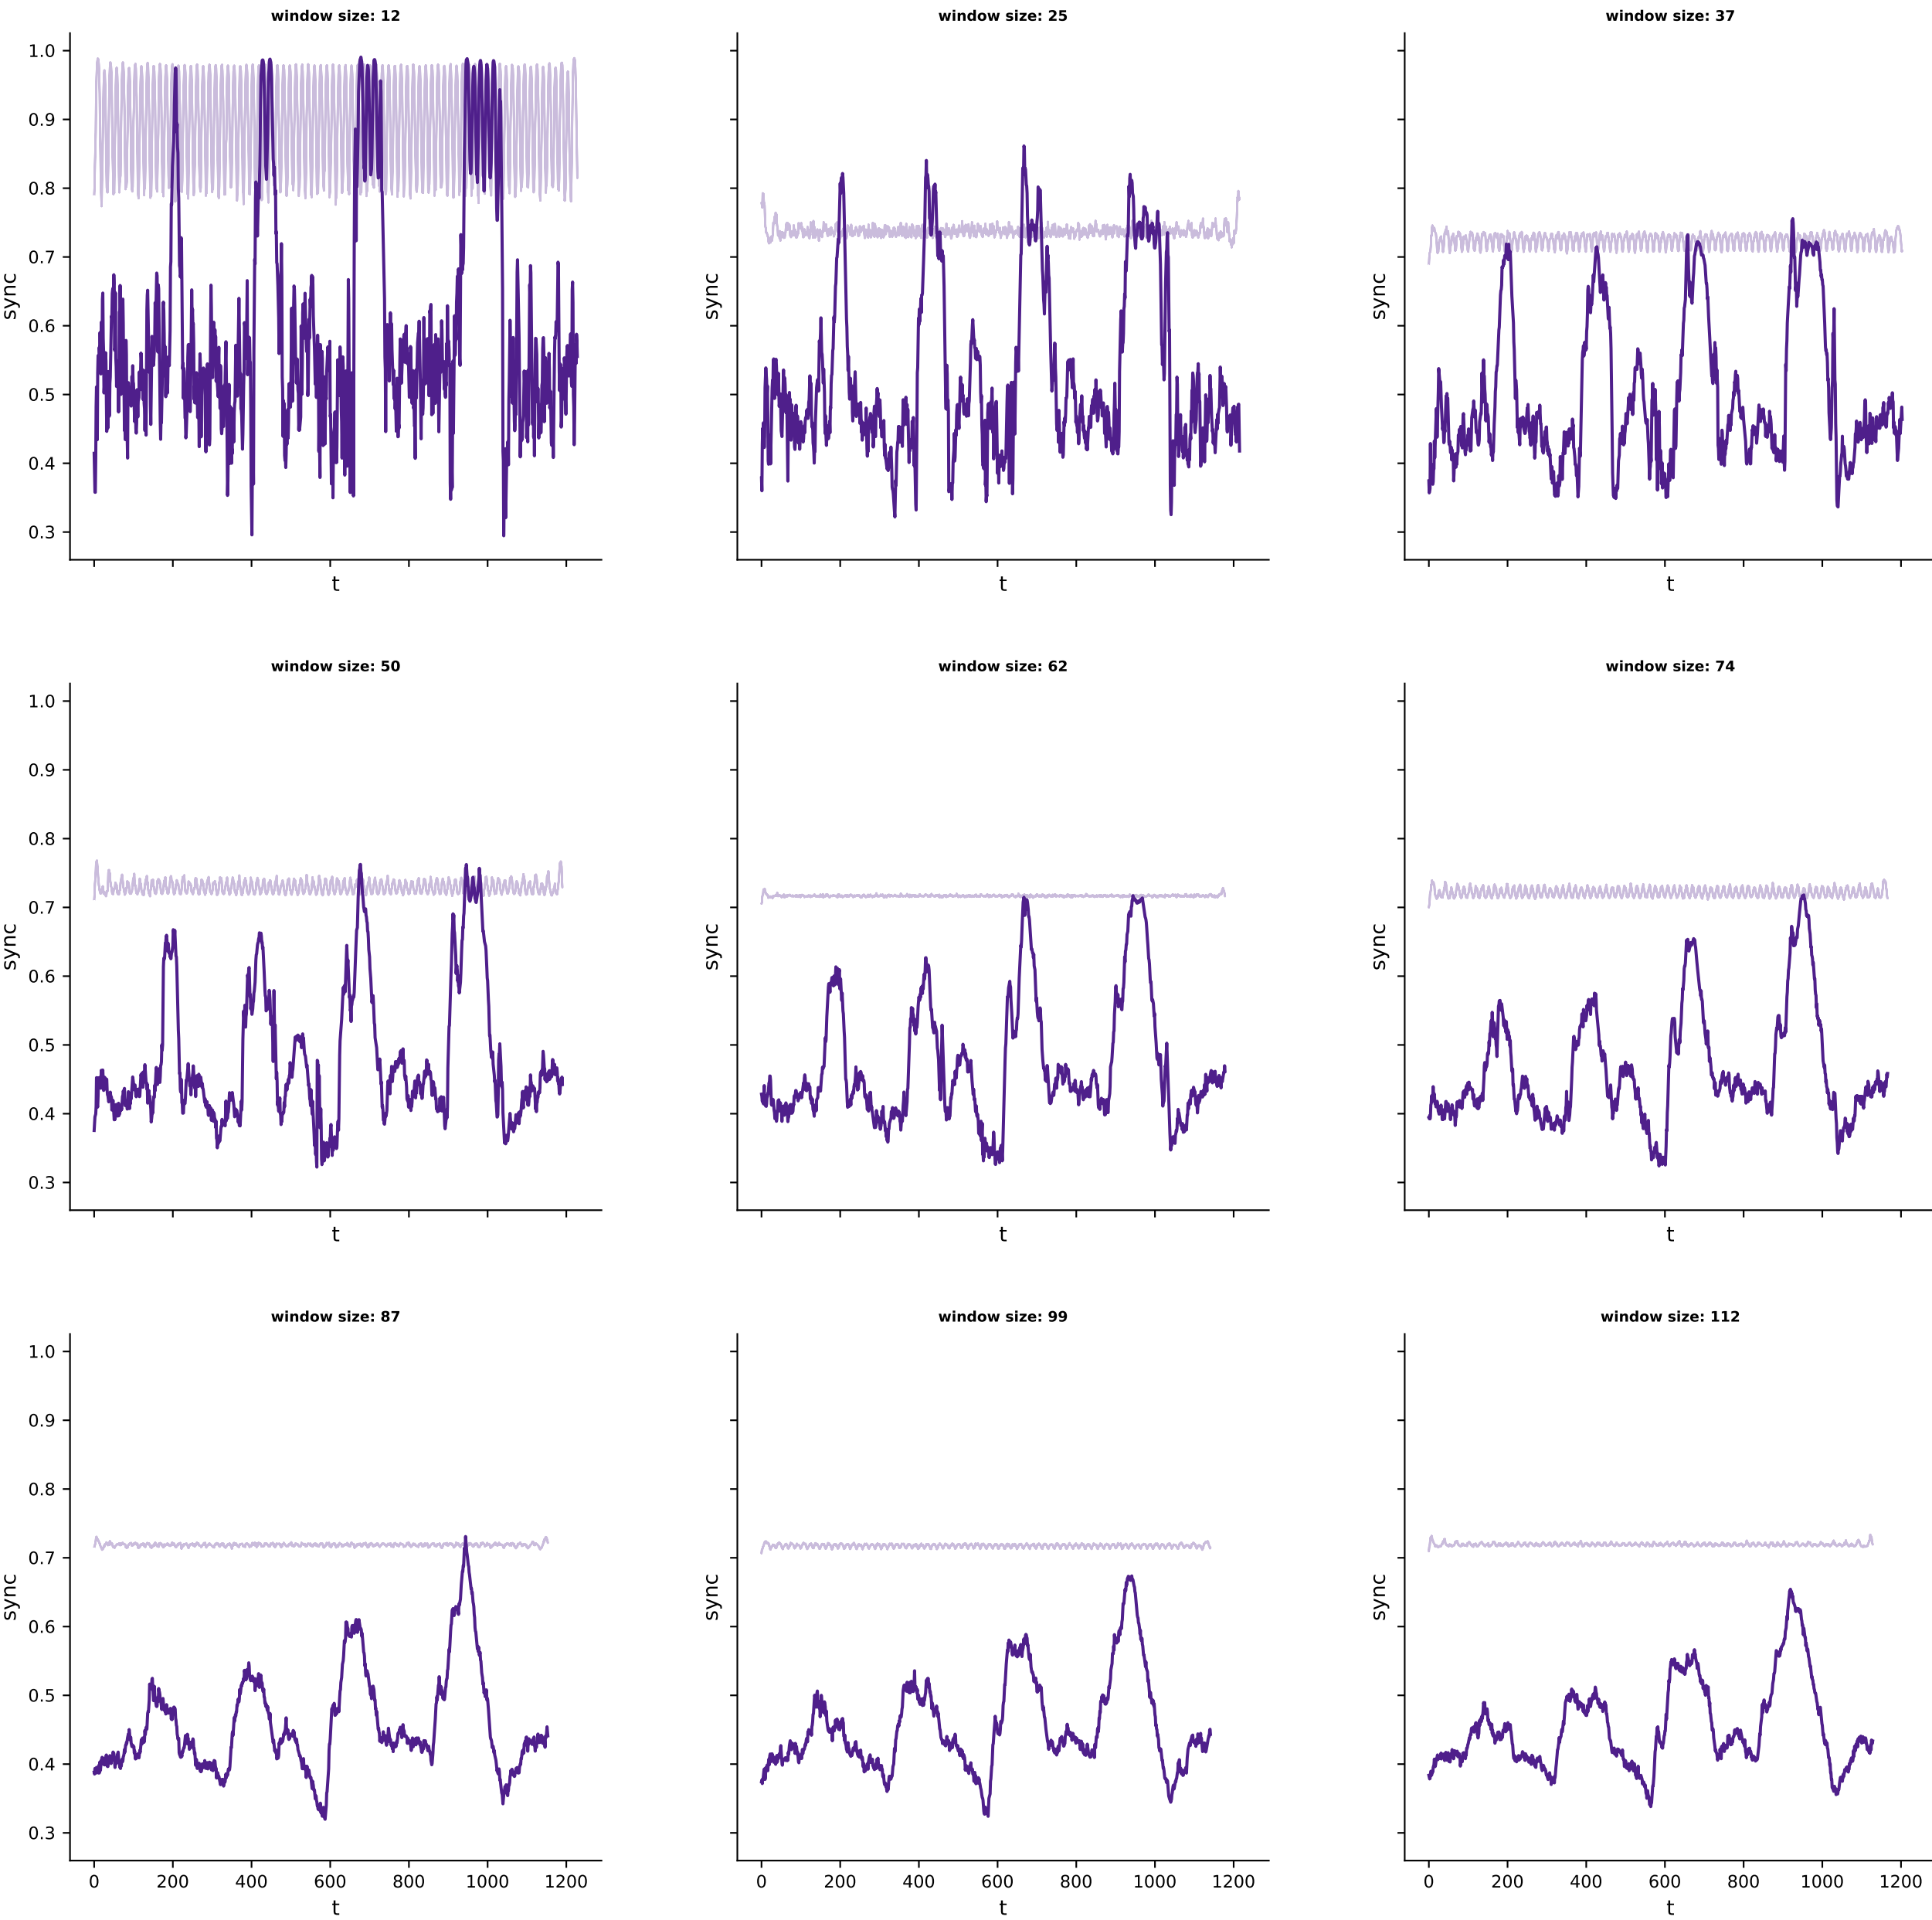 window size: 12
window size: 25
window size: 37
1.0
0.9
0.8
0.7
0.6
0.5
0.4
0.3
sync
sync
sync
t
t
t
window size: 50
window size: 62
window size: 74
1.0
0.9
0.8
0.7
0.6
0.5
0.4
0.3
sync
sync
sync
t
t
t
window size: 87
window size: 99
window size: 112
1.0
0.9
0.8
0.7
0.6
0.5
0.4
0.3
sync
sync
sync
0 200 400 600 800 1000 1200
0 200 400 600 800 1000 1200
0 200 400 600 800 1000 1200
t
t
t